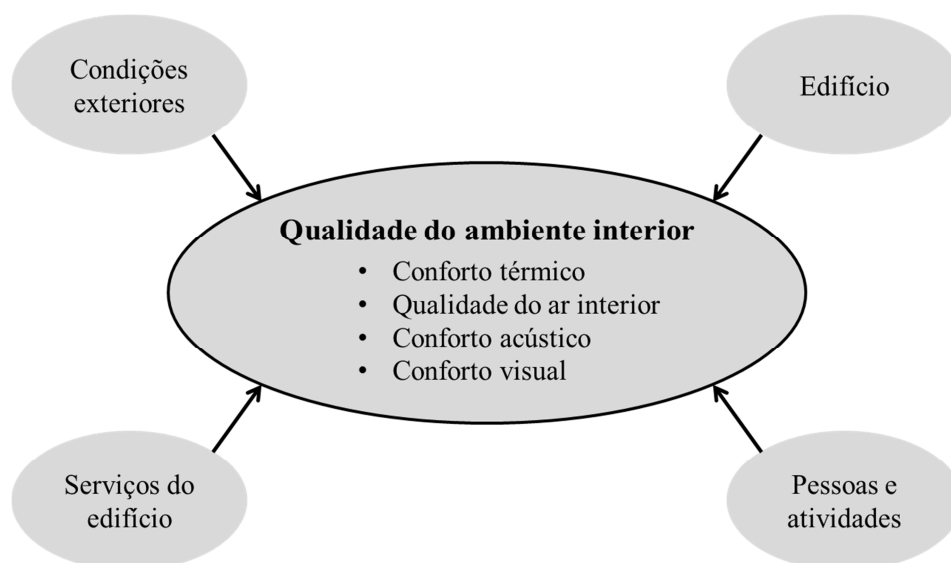 Condições
exteriores
Edifício
Qualidade do ambiente interior
• Conforto térmico
• Qualidade do ar interior
• Conforto acústico
• Conforto visual
Serviços do
edifício
Pessoas e
atividades